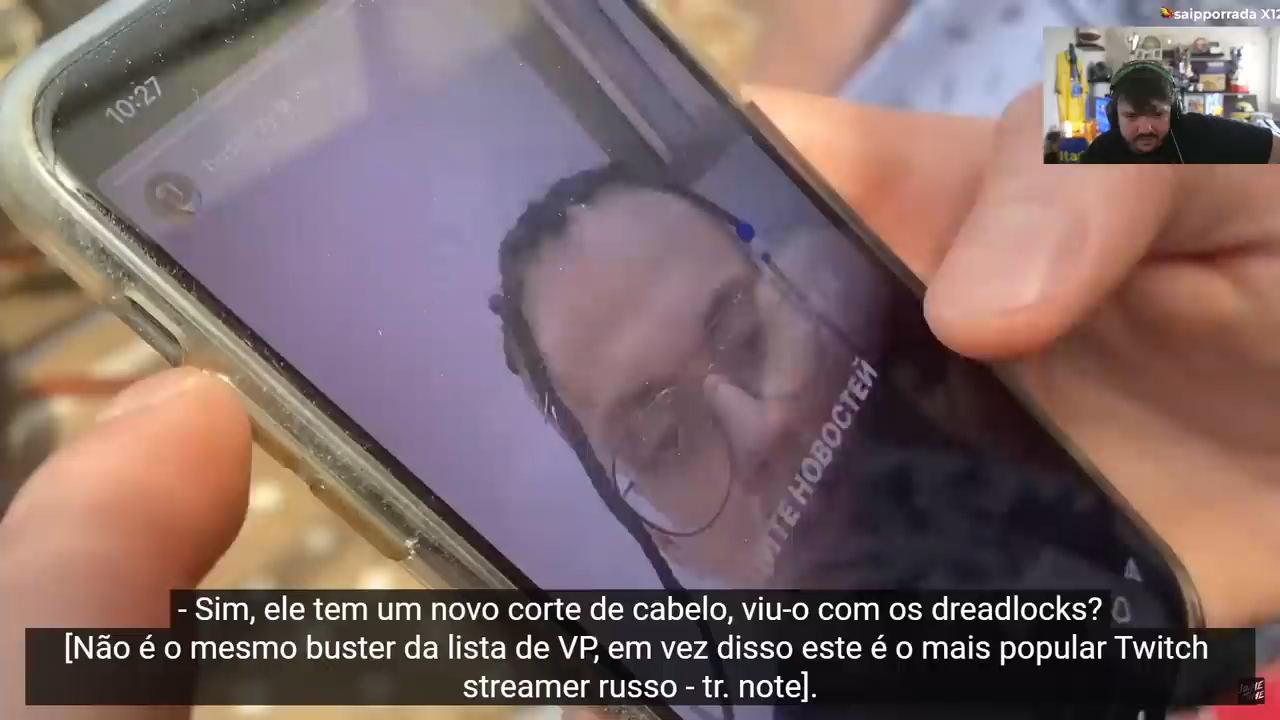 saipporrada X12
10:27
НОВОСТЕЙ
- Sim, ele tem um novo corte de cabelo, viu-o com os dreadlocks?
[Não é o mesmo buster da lista de VP, em vez disso este é o mais popular Twitch
streamer russo - tr. note].